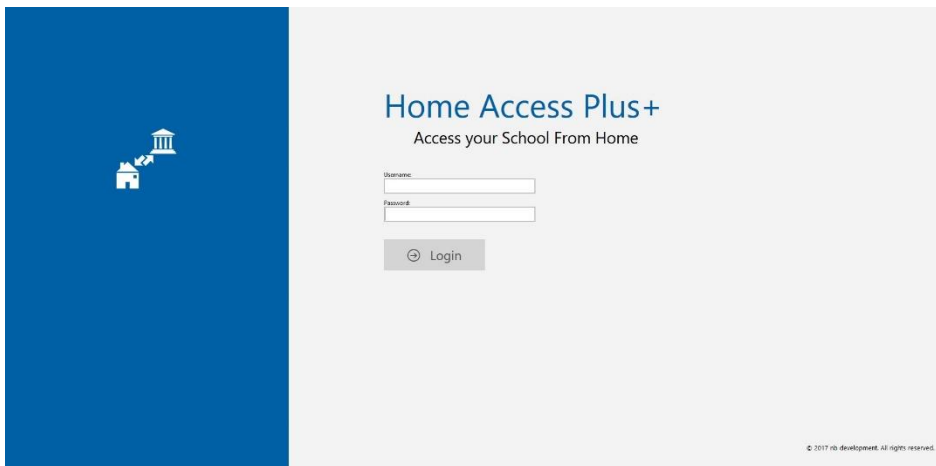 Home Access Plus+
Access your School From Home
Username:
Password:
Login
© 2017 nb development. All rights reserved.